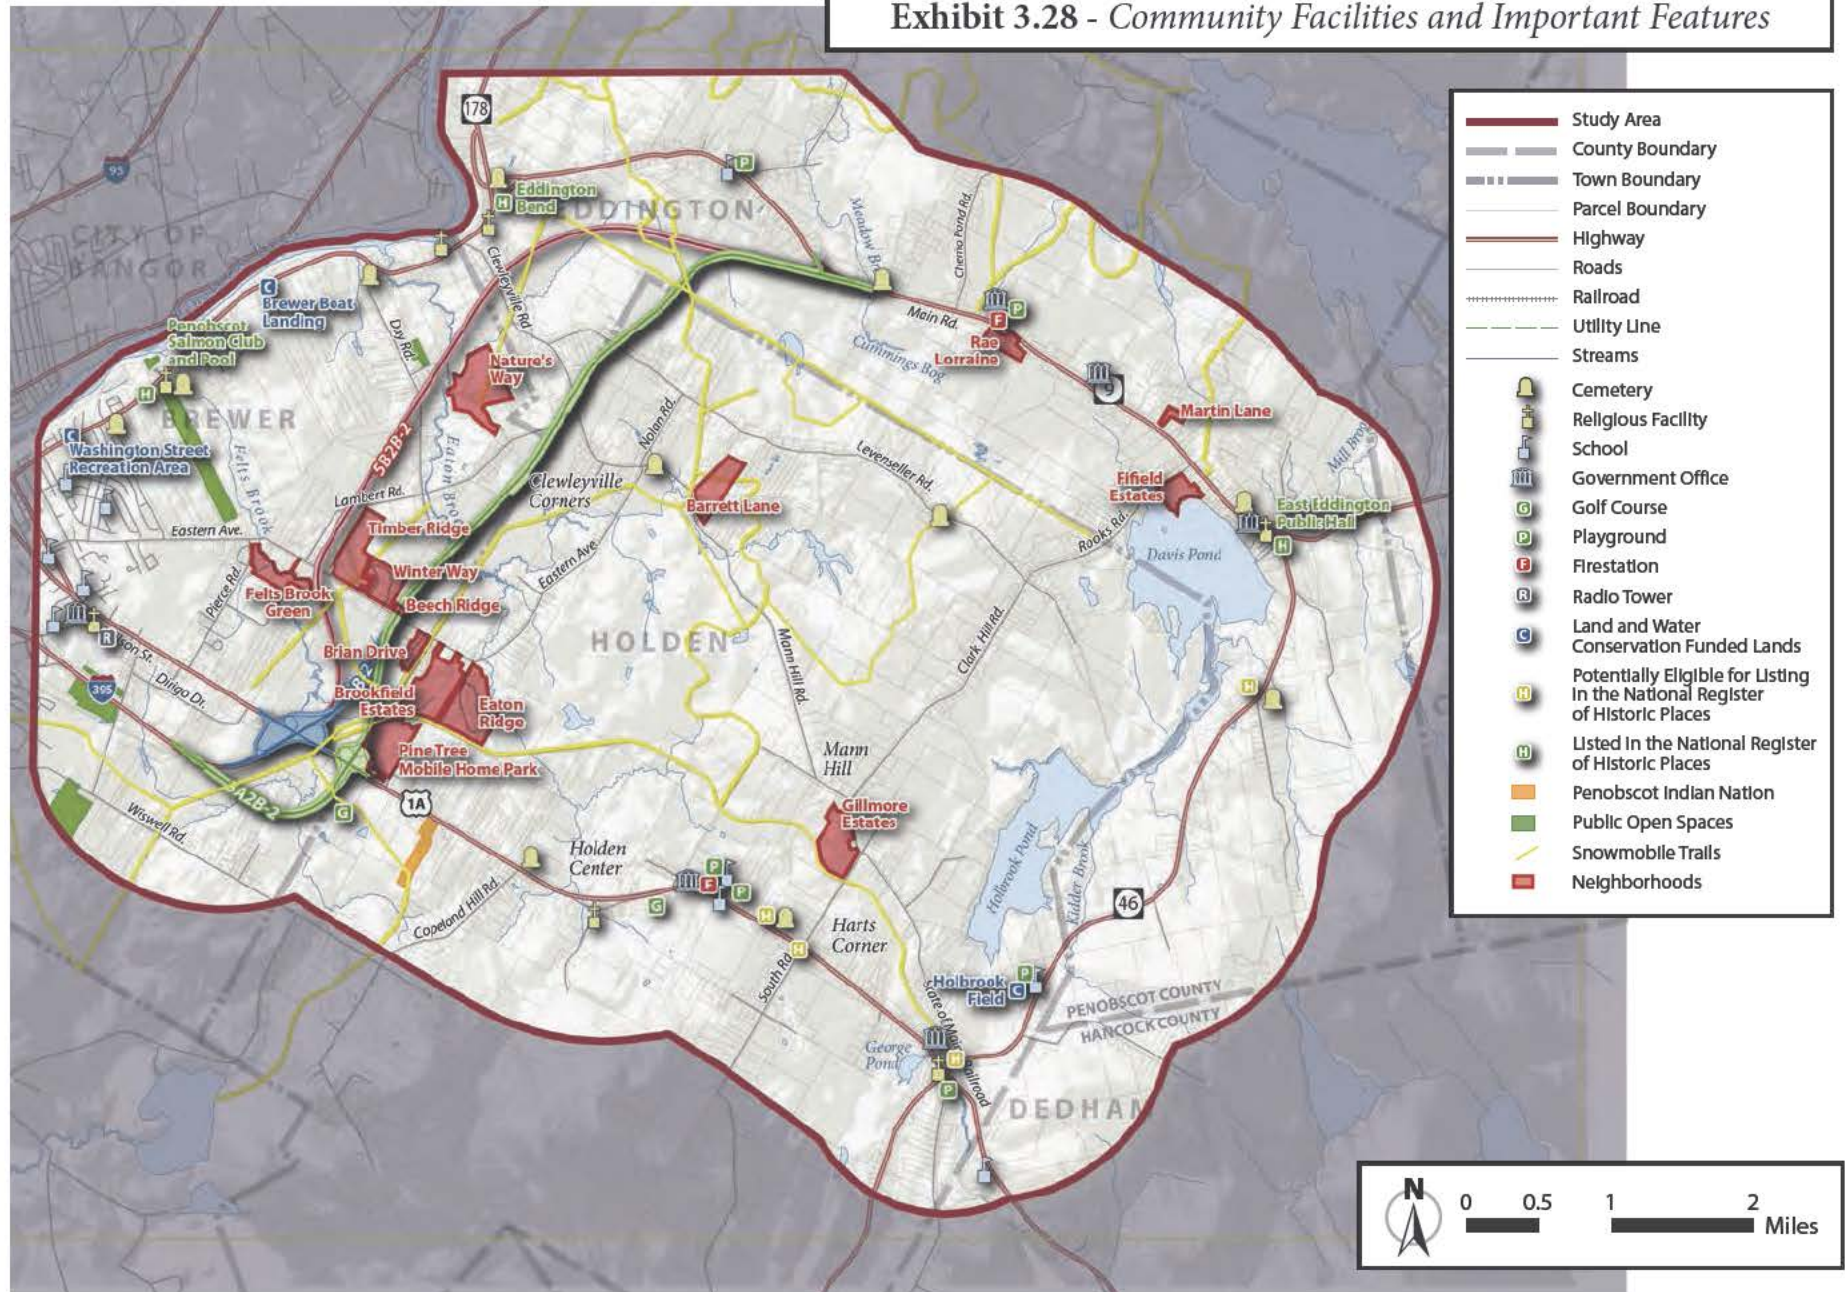 Exhibit 3.28 - Community Facilities and Important Features
Study Area
County Boundary
Town Boundary
Parcel Boundary
Highway
Roads
Railroad
Utility Line
Streams
Cemetery
Religious Facility
School
Government Office
G Golf Course
P Playground
F Firestation
R Radio Tower
C Land and Water
Conservation Funded Lands
H Potentially Eligible for Listing
in the National Register
of Historic Places
H Listed in the National Register
of Historic Places
Penobscot Indian Nation
Public Open Spaces
Snowmobile Trails
Neighborhoods
178
95
P
Eddington
Bend
H
EDDINGTON
CITY OF
BANGOR
Meadow
Chemo Pond Rd.
Clewleyville Rd
C
Brewer Boat
Landing
Penobscot
Salmon Club
and Pool
Day Rd.
Main Rd.
P
F
Rae
Lorraine
Cummings Bog
Nature's
Way
9
H
BREWER
Martin Lane
C
Washington Street
Recreation Area
Felts Brook
5B2B-2
Eaton
Nolan Rd.
Levenseller Rd.
Clewleyville
Corners
Barrett Lane
Fifield
Estates
Mill
East Eddington
Public Hall
H
Lambert Rd.
Eastern Ave.
Timber Ridge
Rooks Rd.
Davis Pond
Winter Way
Eastern Ave.
Felts Brook
Green
Pierce Rd.
Beech Ridge
R
HOLDEN
Brian Drive
Mann Hill Rd.
Clark Hill Rd.
Dirigo Dr.
395
Brookfield
Estates
Eaton
Ridge
H
Pine Tree
Mobile Home Park
Mann
Hill
1A
G
Wiswell Rd.
Gillmore
Estates
Holden
Center
P
F
P
Holbrook Pond
Kidder Brook
46
Copeland Hill Rd.
G
H
H
Harts
Corner
South Rd
P
Holbrook
Field
C
PENOBSCOT COUNTY
HANCOCK COUNTY
George
Pond
H
P
DEDHAM
N
0 0.5 1 2
Miles